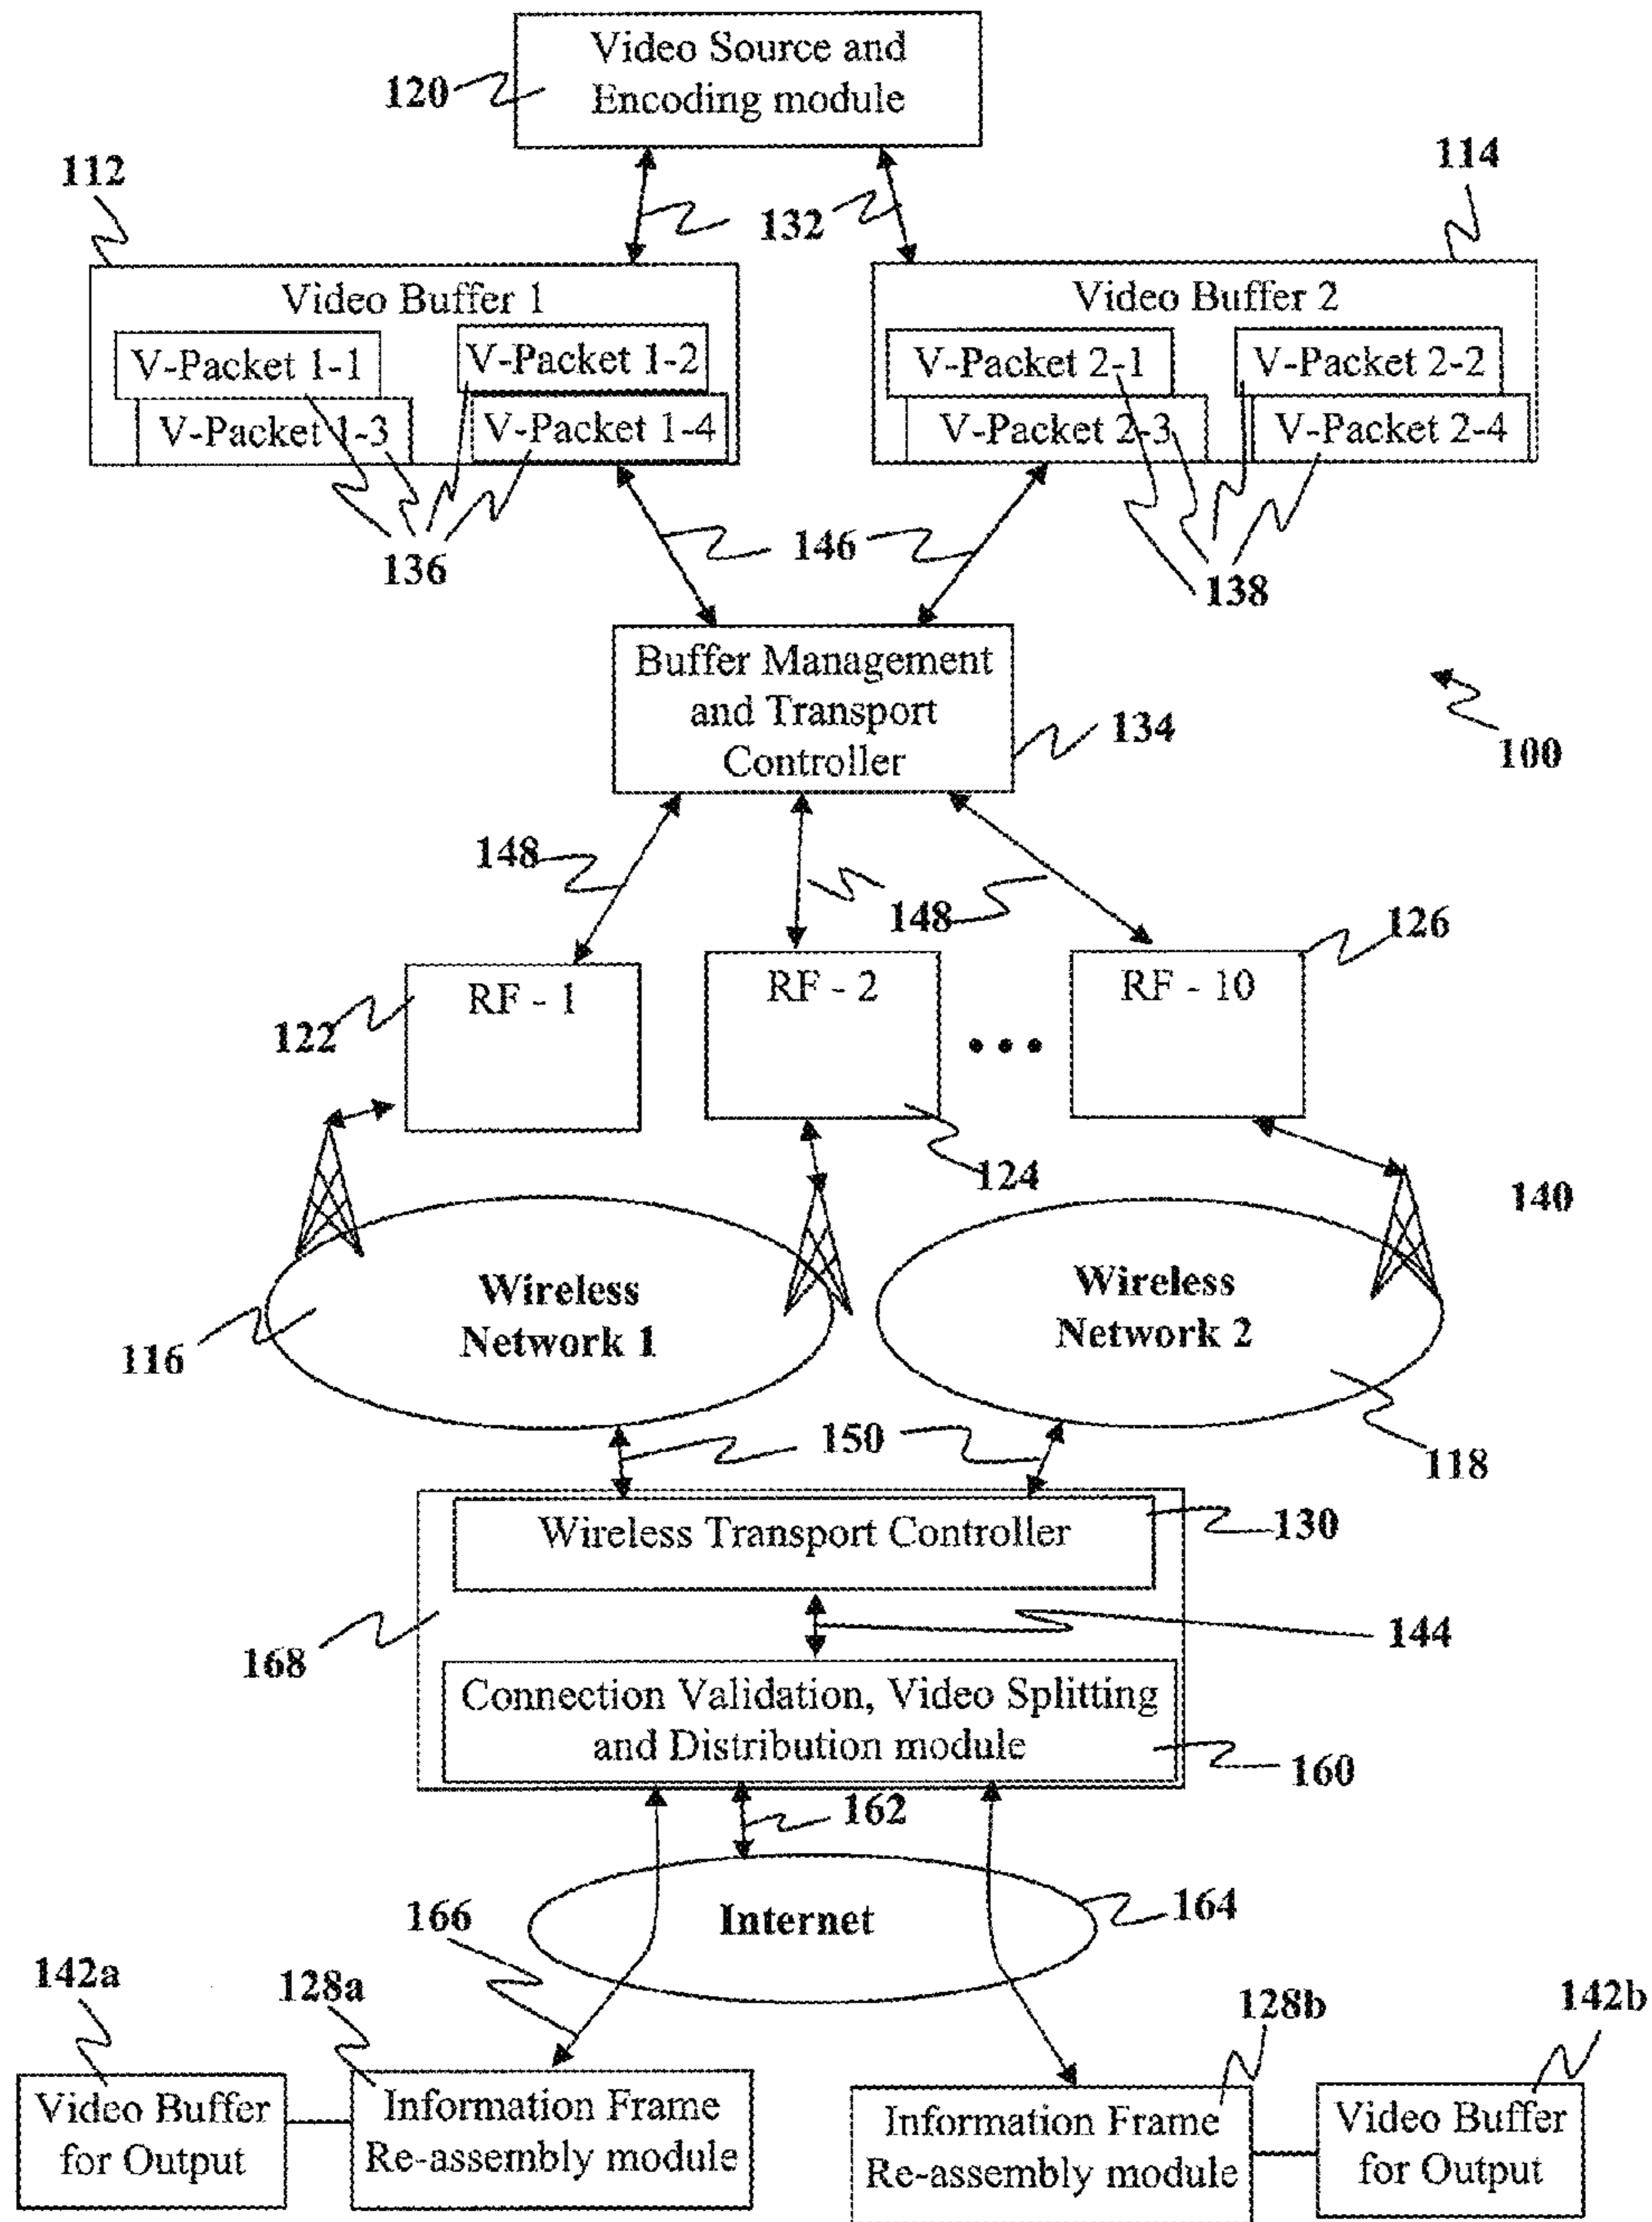 Video Source and
Encoding module
120
112
114
132
Video Buffer 1
V-Packet 1-1
V-Packet 1-2
V-Packet 1-3
V-Packet 1-4
Video Buffer 2
V-Packet 2-1
V-Packet 2-2
V-Packet 2-3
V-Packet 2-4
136
146
138
Buffer Management
and Transport
Controller
134
100
148
148
126
RF - 1
RF - 2
RF - 10
122
124
140
Wireless
Network 1
Wireless
Network 2
116
118
150
Wireless Transport Controller
130
144
168
Connection Validation, Video Splitting
and Distribution module
160
162
Internet
164
166
142a
128a
128b
142b
Video Buffer
for Output
Information Frame
Re-assembly module
Information Frame
Re-assembly module
Video Buffer
for Output